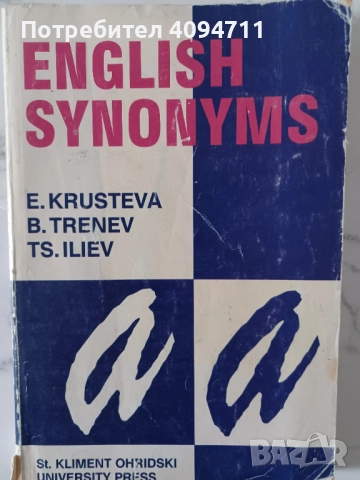 Потребител 4094711
ENGLISH
SYNONYMS
E. KRUSTEVA
B. TRENEV
TS. ILIEV
a a
St. KLIMENT OHRIDSKI
UNIVERSITY PRESS
BAZAR